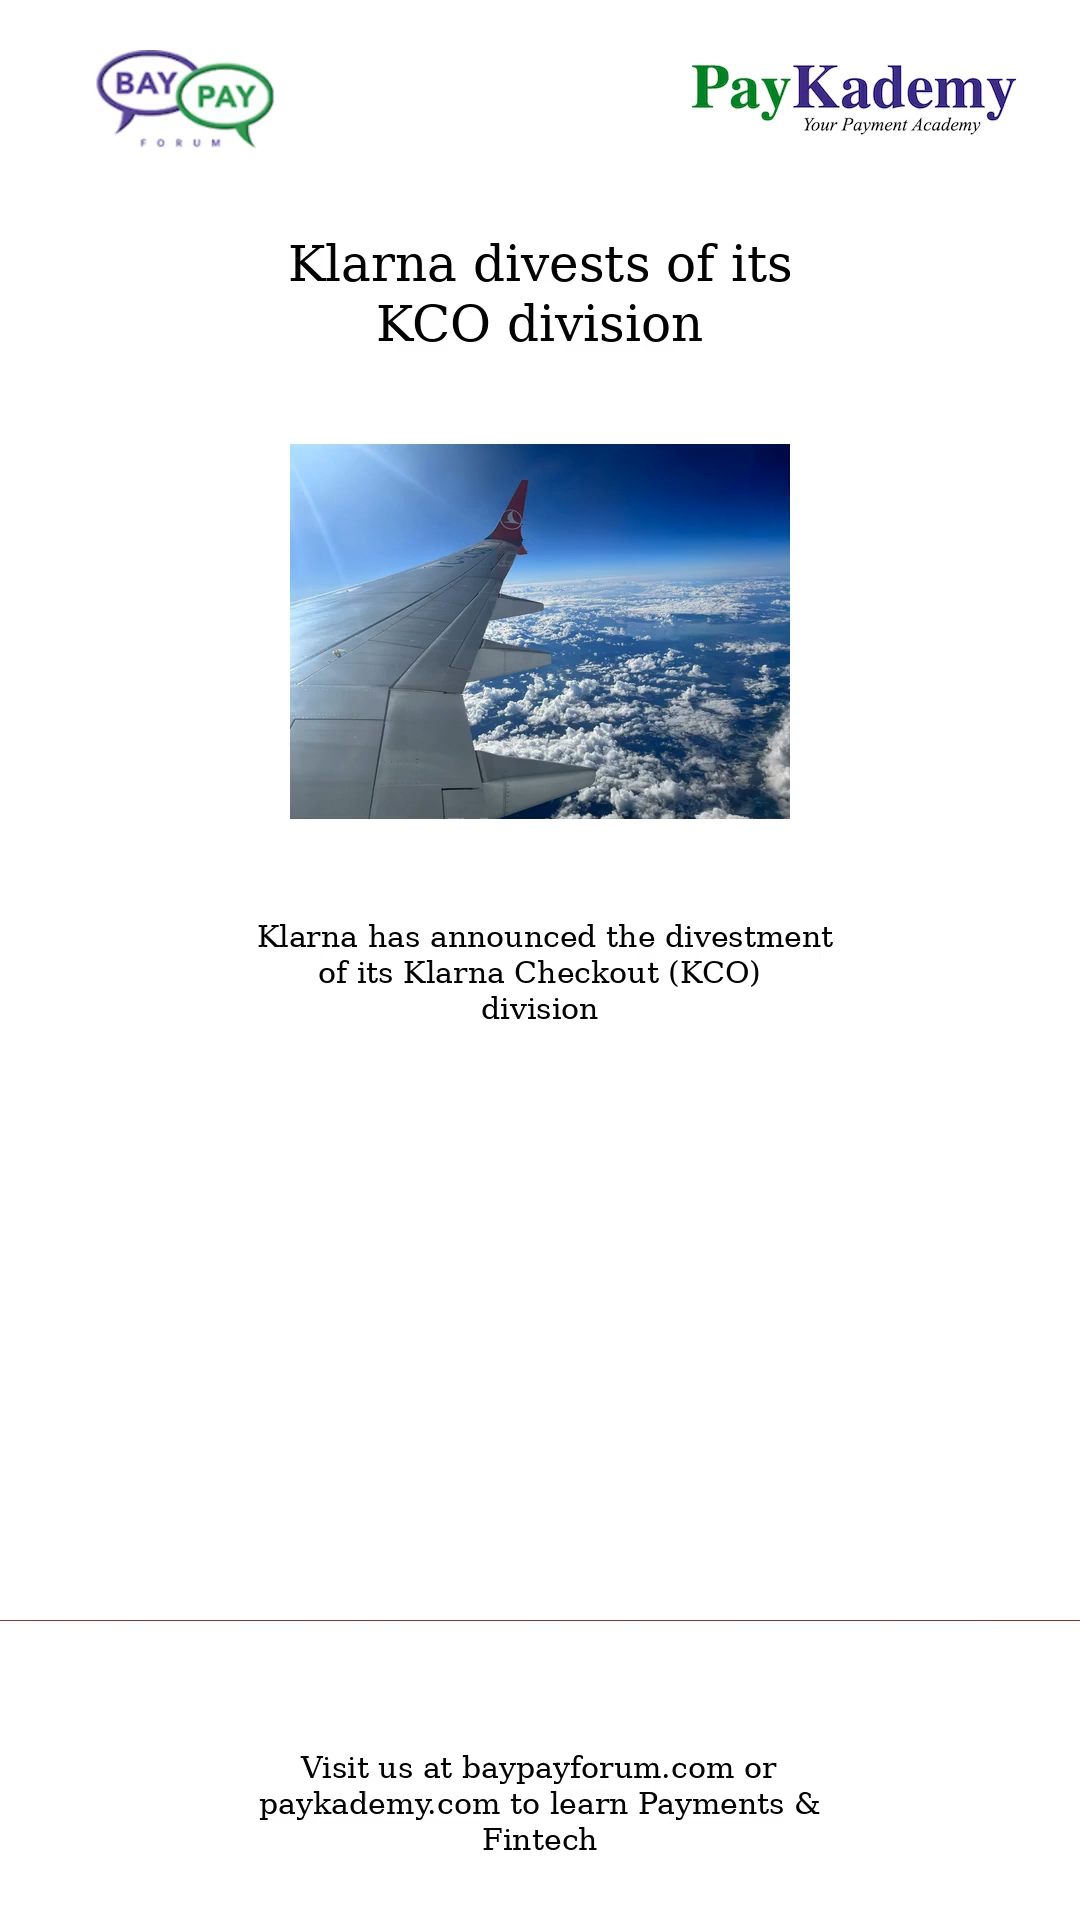 BAY
PAY
FORUM
PayKademy
Your Payment Academy
Klarna divests of its
KCO division
Klarna has announced the divestment
of its Klarna Checkout (KCO)
division
Visit us at baypayforum.com or
paykademy.com to learn Payments &
Fintech